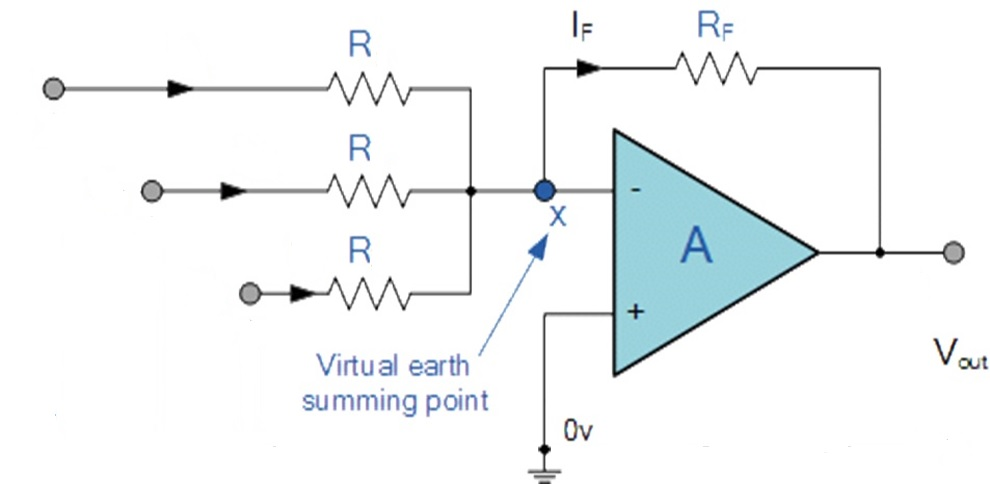 I_F
R_F
R
R
R
-
X
A
+
Virtual earth
summing point
0v
V_out